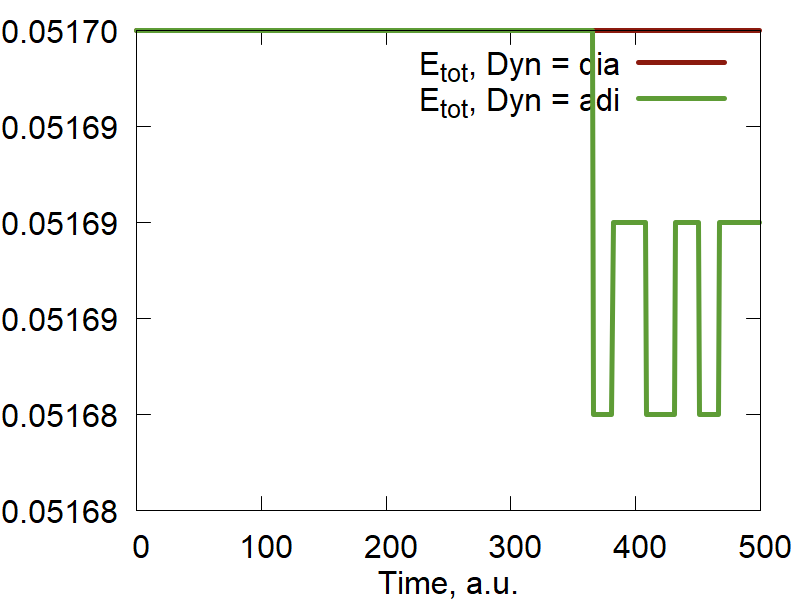 0.05170
E_tot, Dyn = dia
E_tot, Dyn = adi
0.05169
0.05169
0.05169
0.05168
0.05168
0 100 200 300 400 500
Time, a.u.